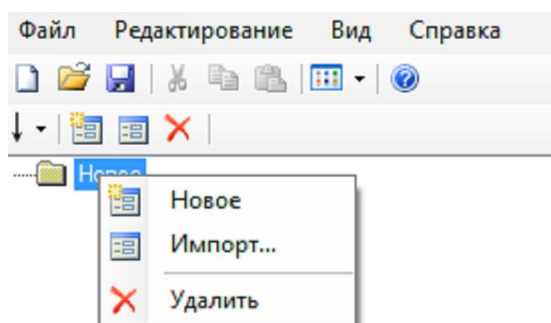 Файл Редактирование Вид Справка
Новое
Новое
Импорт...
Удалить